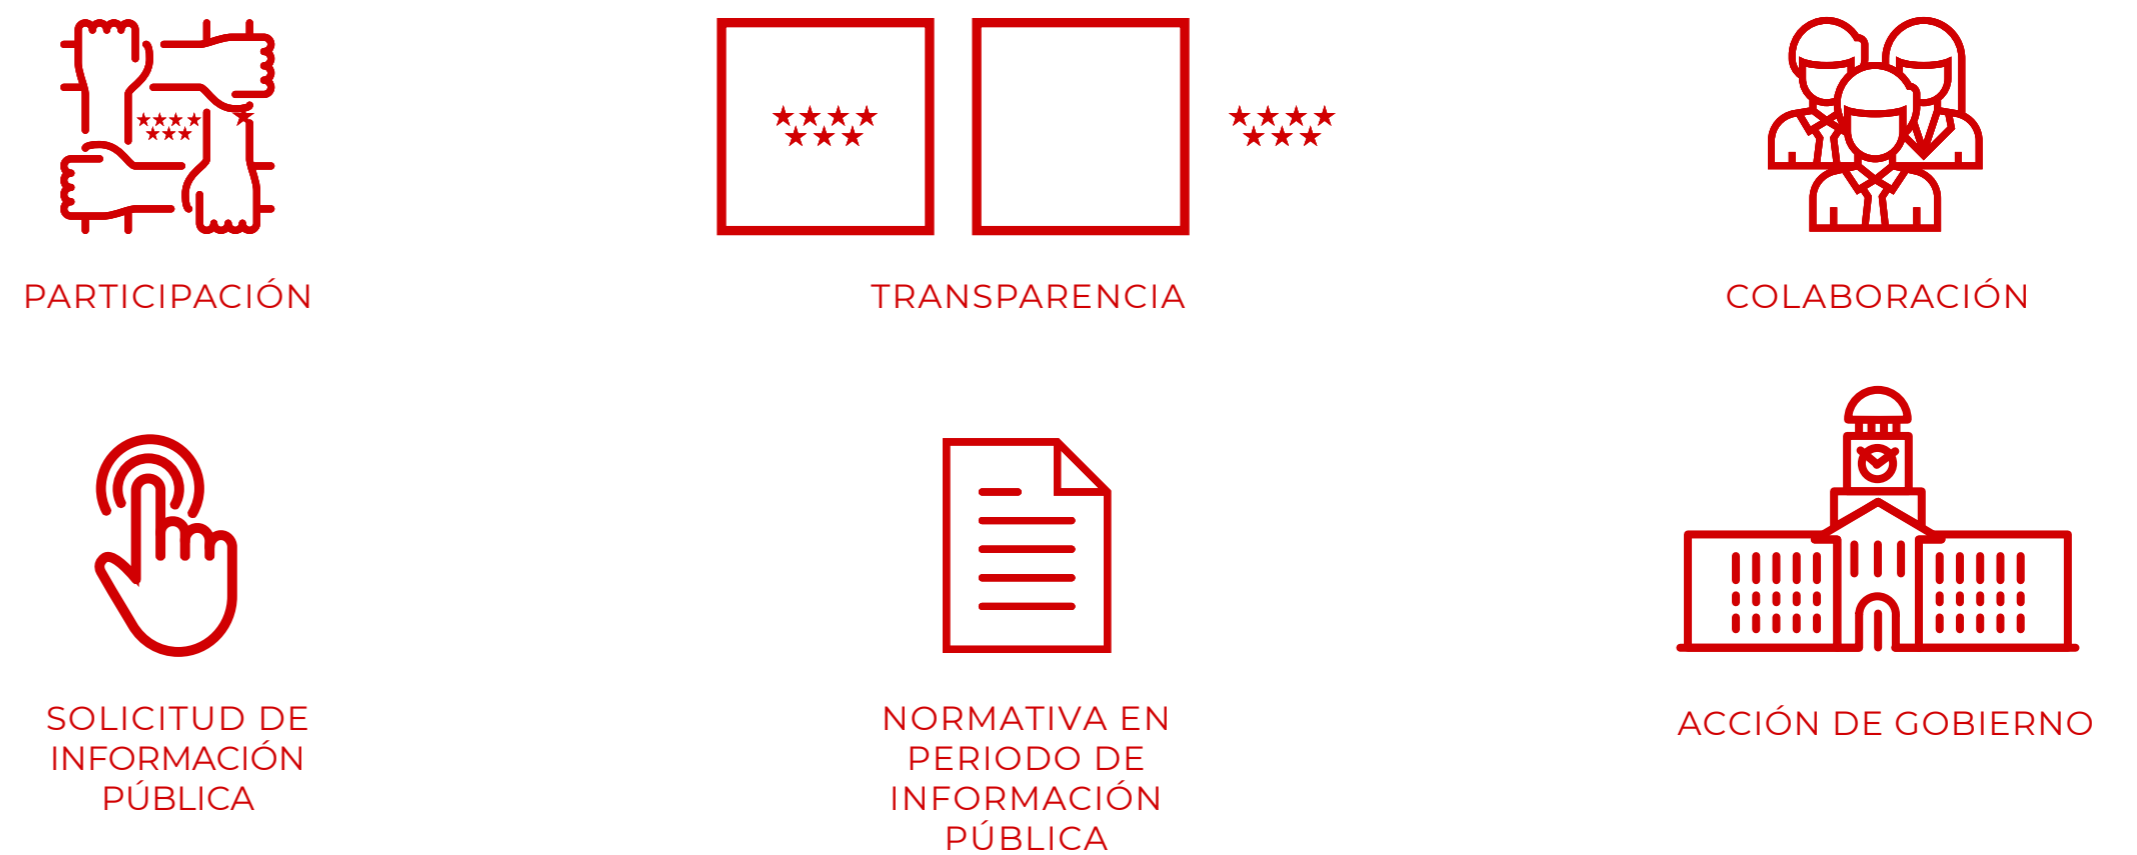 PARTICIPACIÓN
TRANSPARENCIA
COLABORACIÓN
SOLICITUD DE
INFORMACIÓN
PÚBLICA
NORMATIVA EN
PERIODO DE
INFORMACIÓN
PÚBLICA
ACCIÓN DE GOBIERNO